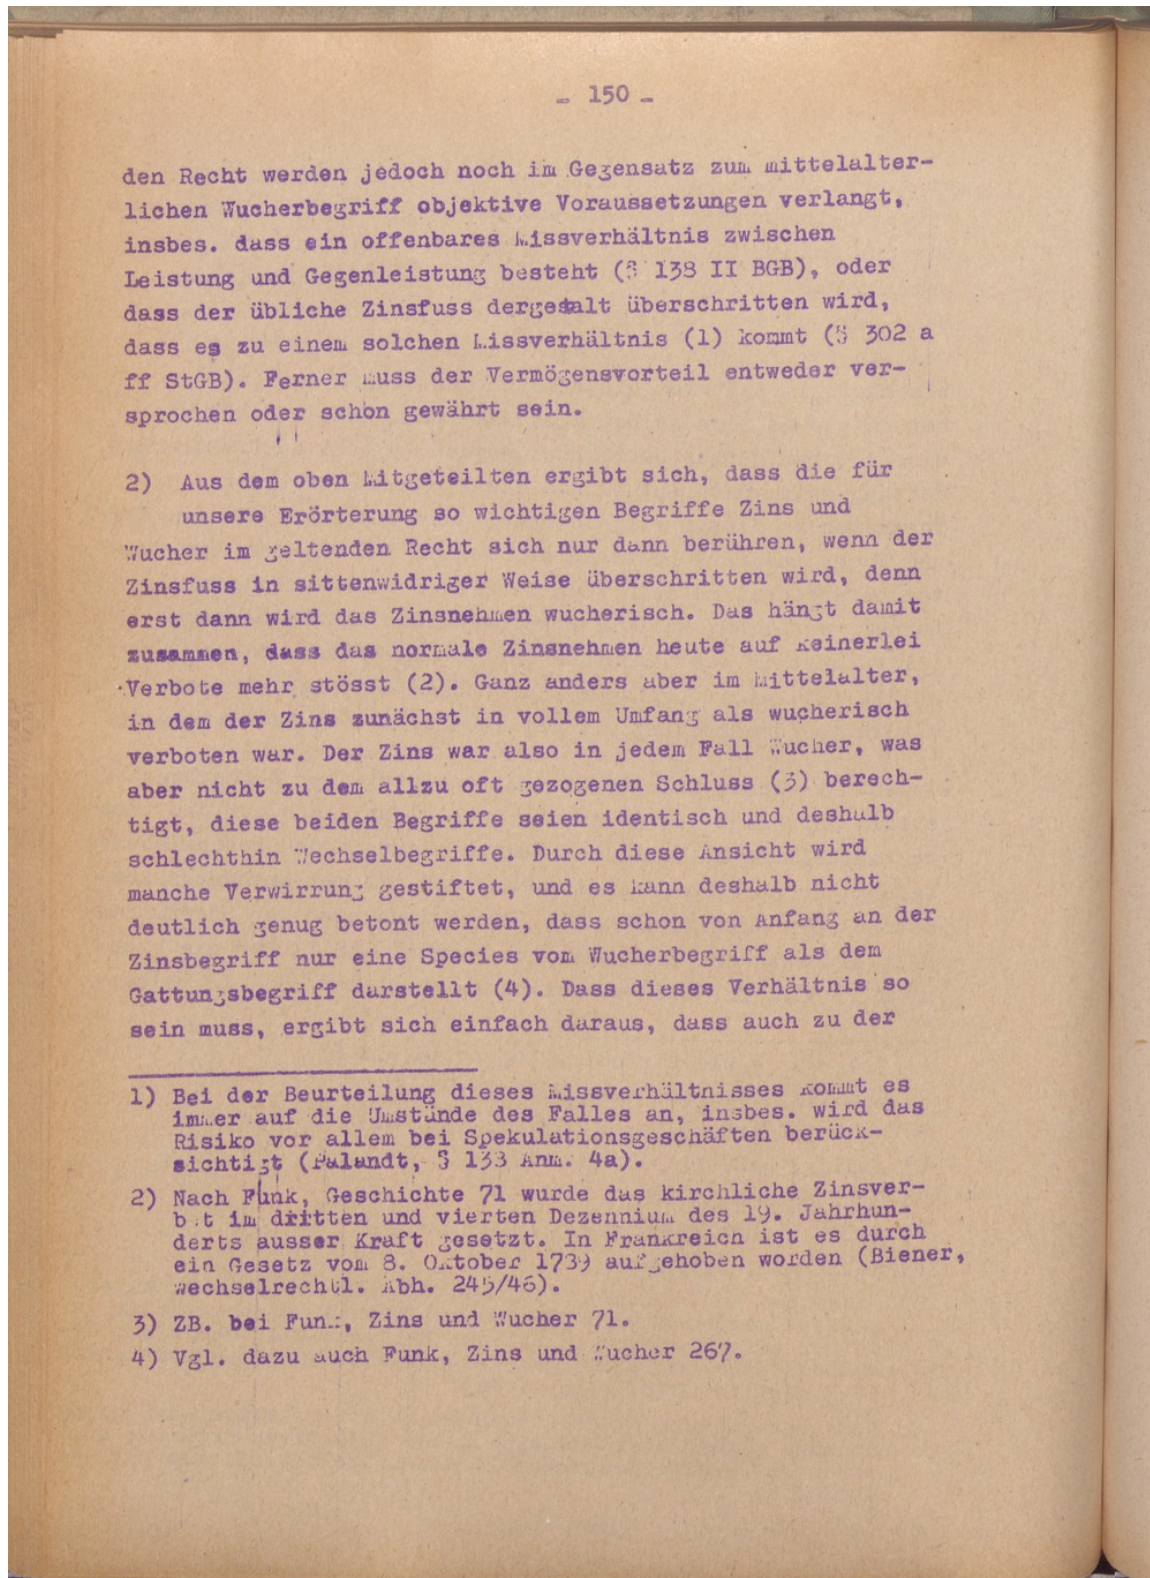 - 150 -
den Recht werden jedoch noch im Gegensatz zum mittelalter-
lichen Wucherbegriff objektive Voraussetzungen verlangt,
insbes. dass ein offenbares Missverhältnis zwischen
Leistung und Gegenleistung besteht (§ 138 II BGB), oder
dass der übliche Zinsfuss dergestalt überschritten wird,
dass es zu einem solchen Missverhältnis (1) kommt (§ 302 a
ff StGB). Ferner muss der Vermögensvorteil entweder ver-
sprochen oder schon gewährt sein.
2) Aus dem oben Mitgeteilten ergibt sich, dass die für
unsere Erörterung so wichtigen Begriffe Zins und
Wucher im geltenden Recht sich nur dann berühren, wenn der
Zinsfuss in sittenwidriger Weise überschritten wird, denn
erst dann wird das Zinsnehmen wucherisch. Das hängt damit
zusammen, dass das normale Zinsnehmen heute auf keinerlei
Verbote mehr stösst (2). Ganz anders aber im Mittelalter,
in dem der Zins zunächst in vollem Umfang als wucherisch
verboten war. Der Zins war also in jedem Fall Wucher, was
aber nicht zu dem allzu oft gezogenen Schluss (3) berech-
tigt, diese beiden Begriffe seien identisch und deshalb
schlechthin Wechselbegriffe. Durch diese Ansicht wird
manche Verwirrung gestiftet, und es kann deshalb nicht
deutlich genug betont werden, dass schon von Anfang an der
Zinsbegriff nur eine Species vom Wucherbegriff als dem
Gattungsbegriff darstellt (4). Dass dieses Verhältnis so
sein muss, ergibt sich einfach daraus, dass auch zu der
1) Bei der Beurteilung dieses Missverhältnisses kommt es
immer auf die Umstände des Falles an, insbes. wird das
Risiko vor allem bei Spekulationsgeschäften berück-
sichtigt (Palandt, § 138 Anm. 4a).
2) Nach Funk, Geschichte 71 wurde das kirchliche Zinsver-
bot im dritten und vierten Dezennium des 19. Jahrhun-
derts ausser Kraft gesetzt. In Frankreich ist es durch
ein Gesetz vom 8. Oktober 1739 aufgehoben worden (Biener,
Wechselrechtl. Abh. 245/46).
3) ZB. bei Funk, Zins und Wucher 71.
4) Vgl. dazu auch Funk, Zins und Wucher 267.